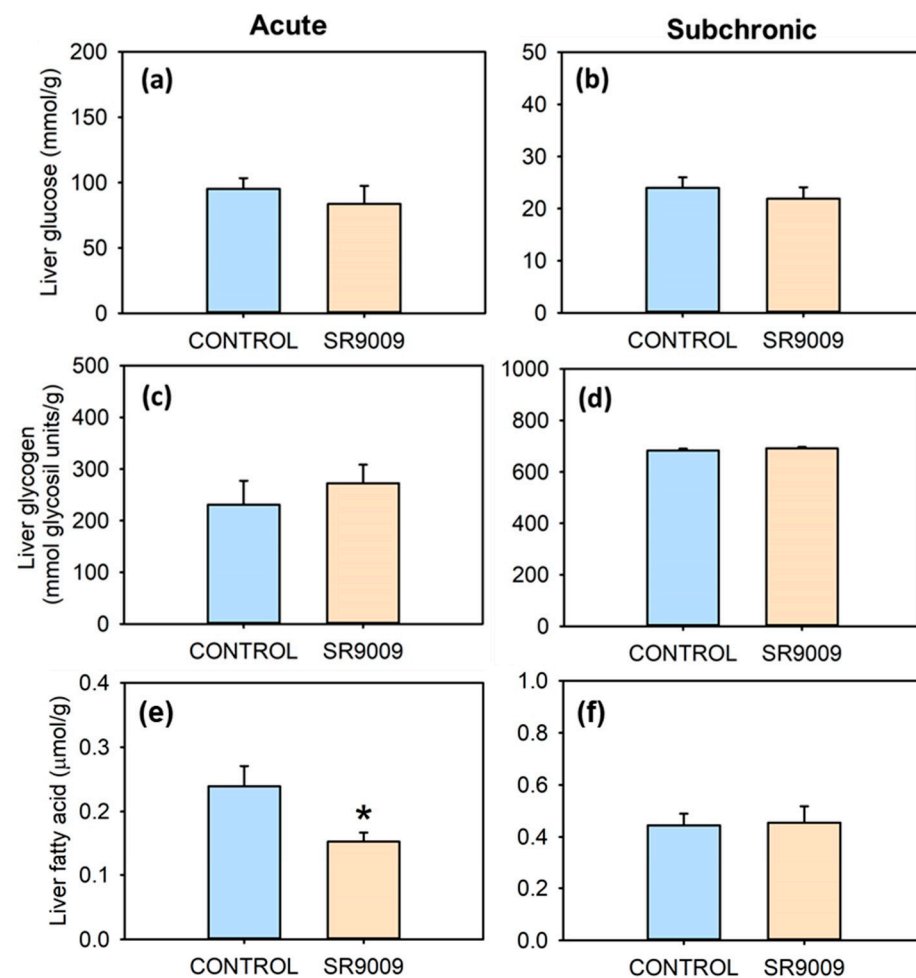 Acute
Subchronic
Liver glucose (mmol/g)
200
150
100
50
0
(a)
CONTROL SR9009
50
40
30
20
10
0
(b)
CONTROL SR9009
Liver glycogen
(mmol glycosil units/g)
500
400
300
200
100
0
(c)
CONTROL SR9009
1000
800
600
400
200
0
(d)
CONTROL SR9009
Liver fatty acid (μmol/g)
0.4
0.3
0.2
0.1
0.0
(e)
*
CONTROL SR9009
1.0
0.8
0.6
0.4
0.2
0.0
(f)
CONTROL SR9009